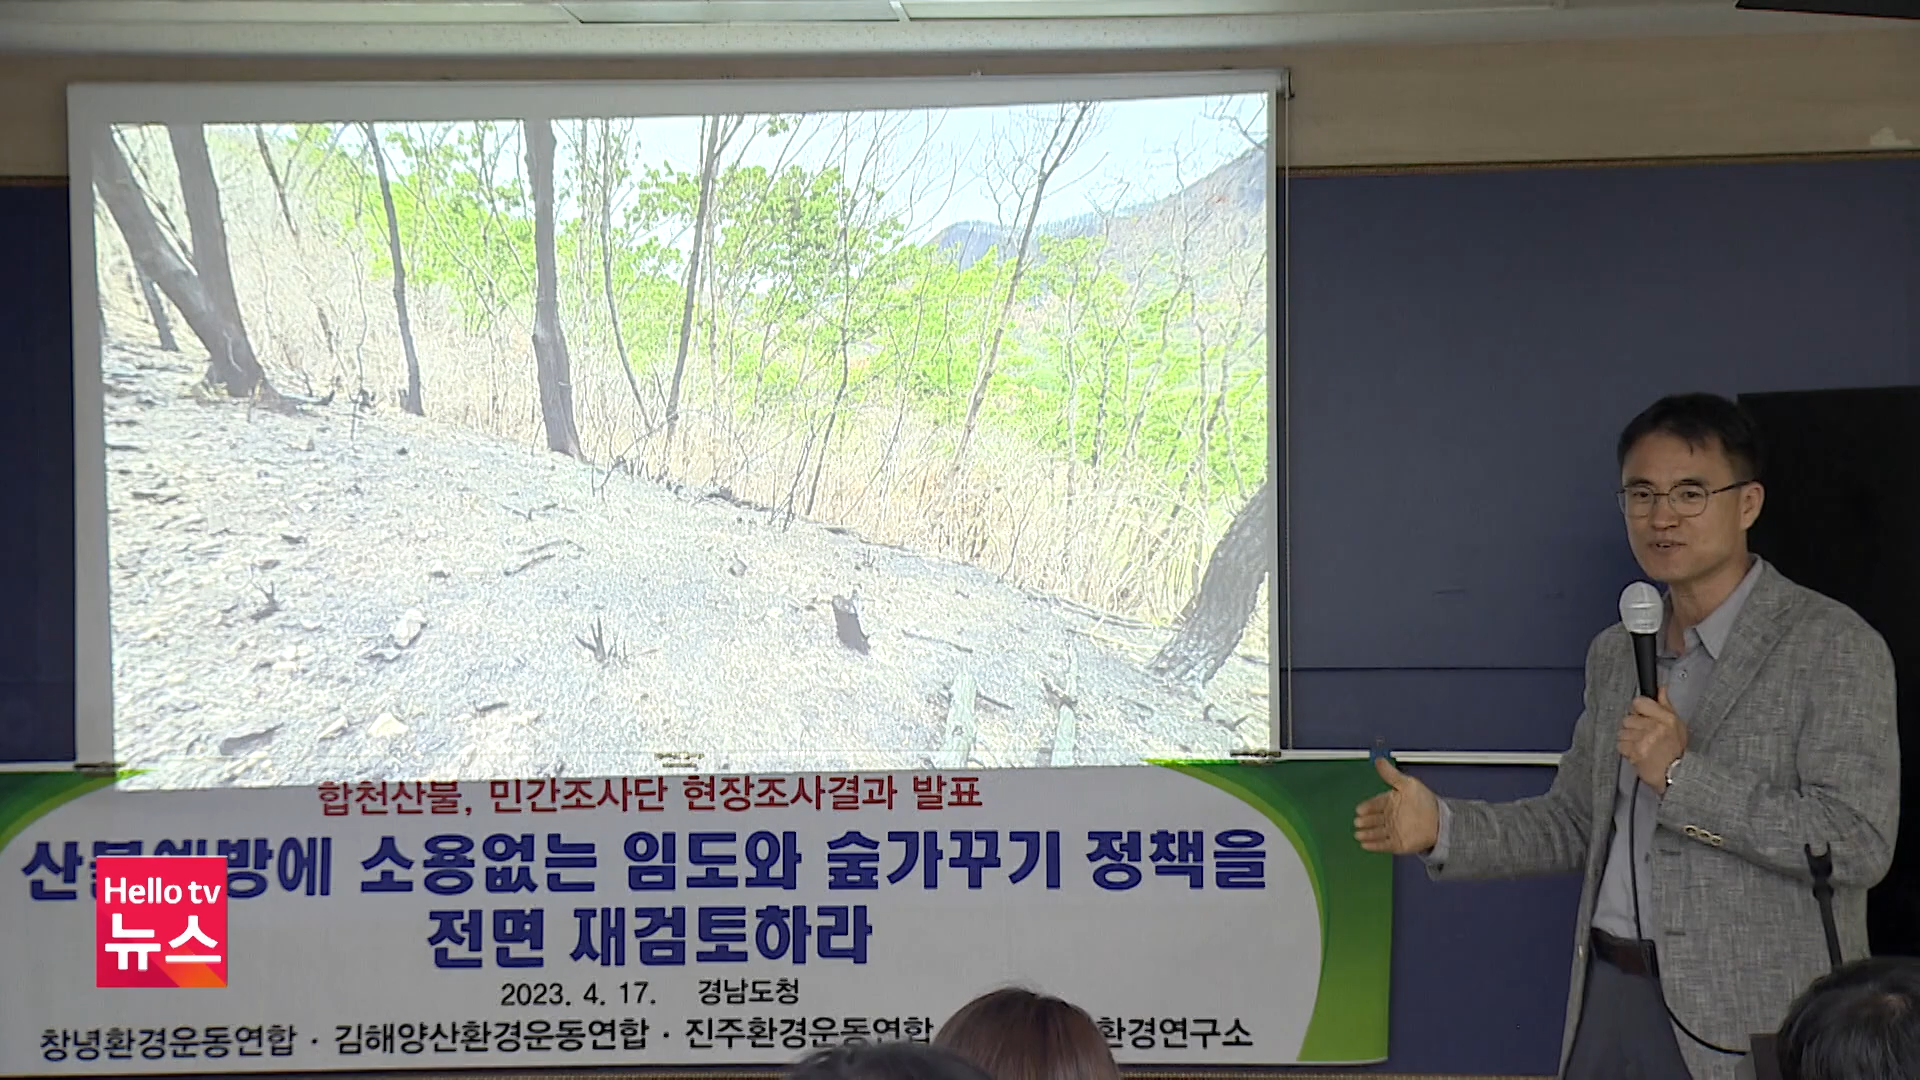 합천산불, 민간조사단 현장조사결과 발표
산불예방에 소용없는 임도와 숲가꾸기 정책을
전면 재검토하라
2023. 4. 17. 경남도청
창녕환경운동연합 · 김해양산환경운동연합 · 진주환경운동연합 환경연구소
Hello tv
뉴스